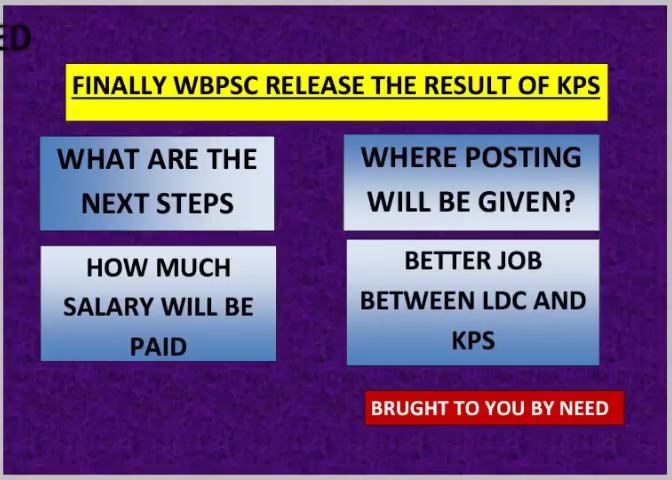 ED
FINALLY WBPSC RELEASE THE RESULT OF KPS
WHAT ARE THE
NEXT STEPS
WHERE POSTING
WILL BE GIVEN?
HOW MUCH
SALARY WILL BE
PAID
BETTER JOB
BETWEEN LDC AND
KPS
BRUGHT TO YOU BY NEED